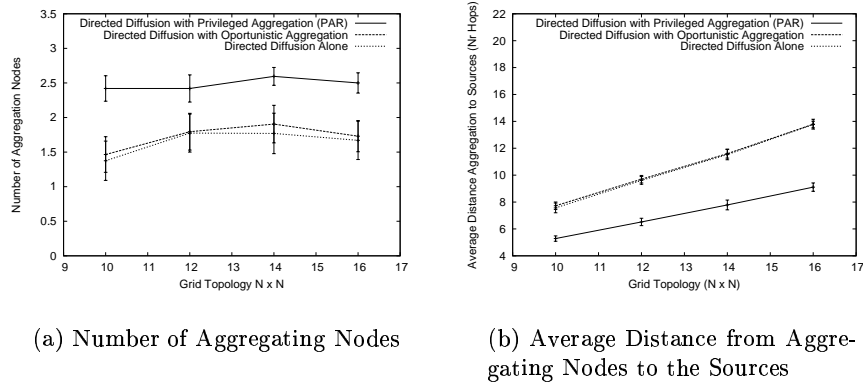 Number of Aggregation Nodes
3.5
3
2.5
2
1.5
1
0.5
0
9 10 11 12 13 14 15 16 17
Grid Topology N x N
Directed Diffusion with Privileged Aggregation (PAR)
Directed Diffusion with Oportunistic Aggregation
Directed Diffusion Alone
(a) Number of Aggregating Nodes
Average Distance Aggregation to Sources (Nr Hops)
22
20
18
16
14
12
10
8
6
4
9 10 11 12 13 14 15 16 17
Grid Topology (N x N)
Directed Diffusion with Privileged Aggregation (PAR)
Directed Diffusion with Oportunistic Aggregation
Directed Diffusion Alone
(b) Average Distance from Aggre-
gating Nodes to the Sources